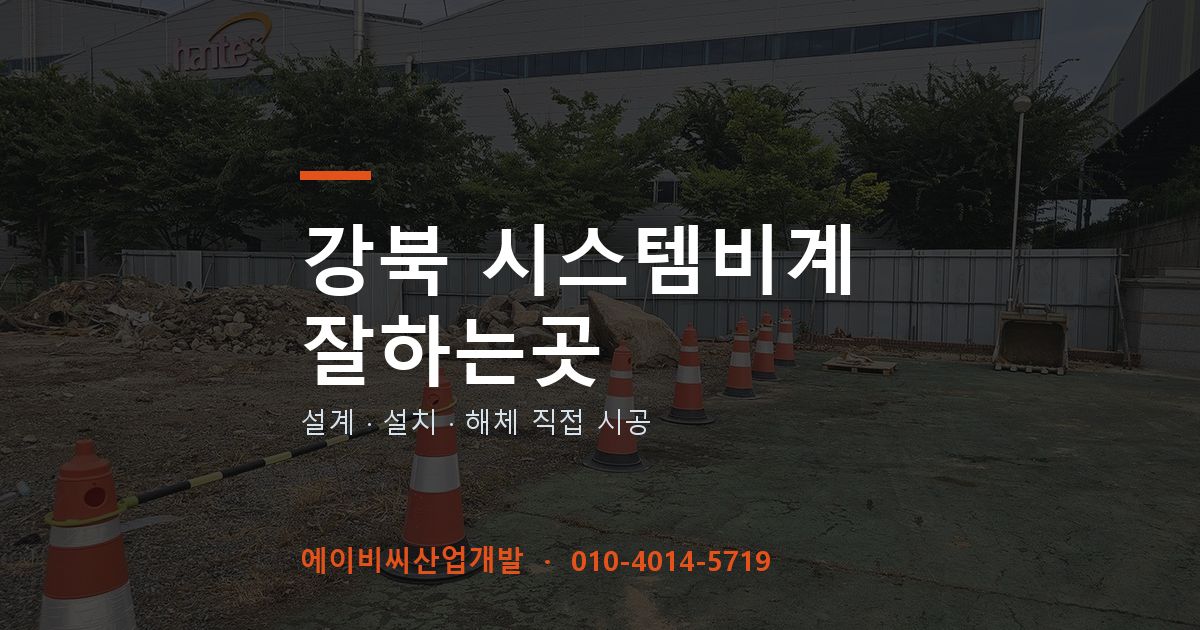 hantes
강북 시스템비계
잘하는곳
설계 · 설치 · 해체 직접 시공
에이비씨산업개발 · 010-4014-5719